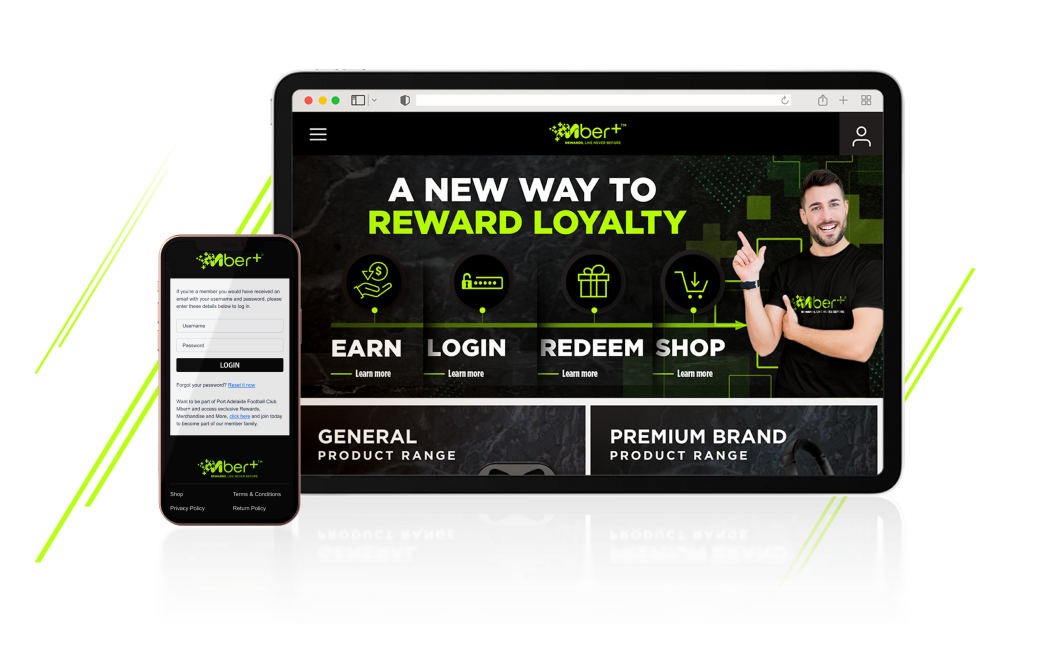 Mber+™
REWARDS, LIKE NEVER BEFORE
A NEW WAY TO
REWARD LOYALTY
EARN
Learn more
LOGIN
Learn more
REDEEM
Learn more
SHOP
Learn more
Mber+
REWARDS, LIKE NEVER BEFORE
GENERAL
PRODUCT RANGE
PREMIUM BRAND
PRODUCT RANGE
Mber+
If you're a member you would have received an
email with your username and password, please
enter these details below to log in.
Username
Password
LOGIN
Forgot your password? Reset it now
Want to be part of Port Adelaide Football Club
Mber+ and access exclusive Rewards,
Merchandise and More, click here and join today
to become part of our member family.
Mber+™
REWARDS, LIKE NEVER BEFORE
Shop
Terms & Conditions
Privacy Policy
Return Policy